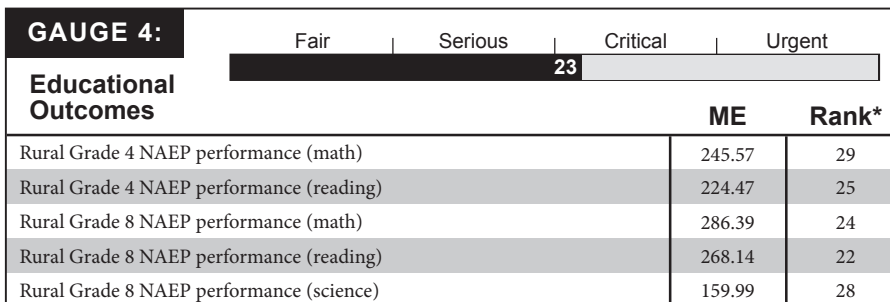 GAUGE 4:
Fair Serious Critical Urgent
23
Educational
Outcomes
ME Rank*
Rural Grade 4 NAEP performance (math) 245.57 29
Rural Grade 4 NAEP performance (reading) 224.47 25
Rural Grade 8 NAEP performance (math) 286.39 24
Rural Grade 8 NAEP performance (reading) 268.14 22
Rural Grade 8 NAEP performance (science) 159.99 28